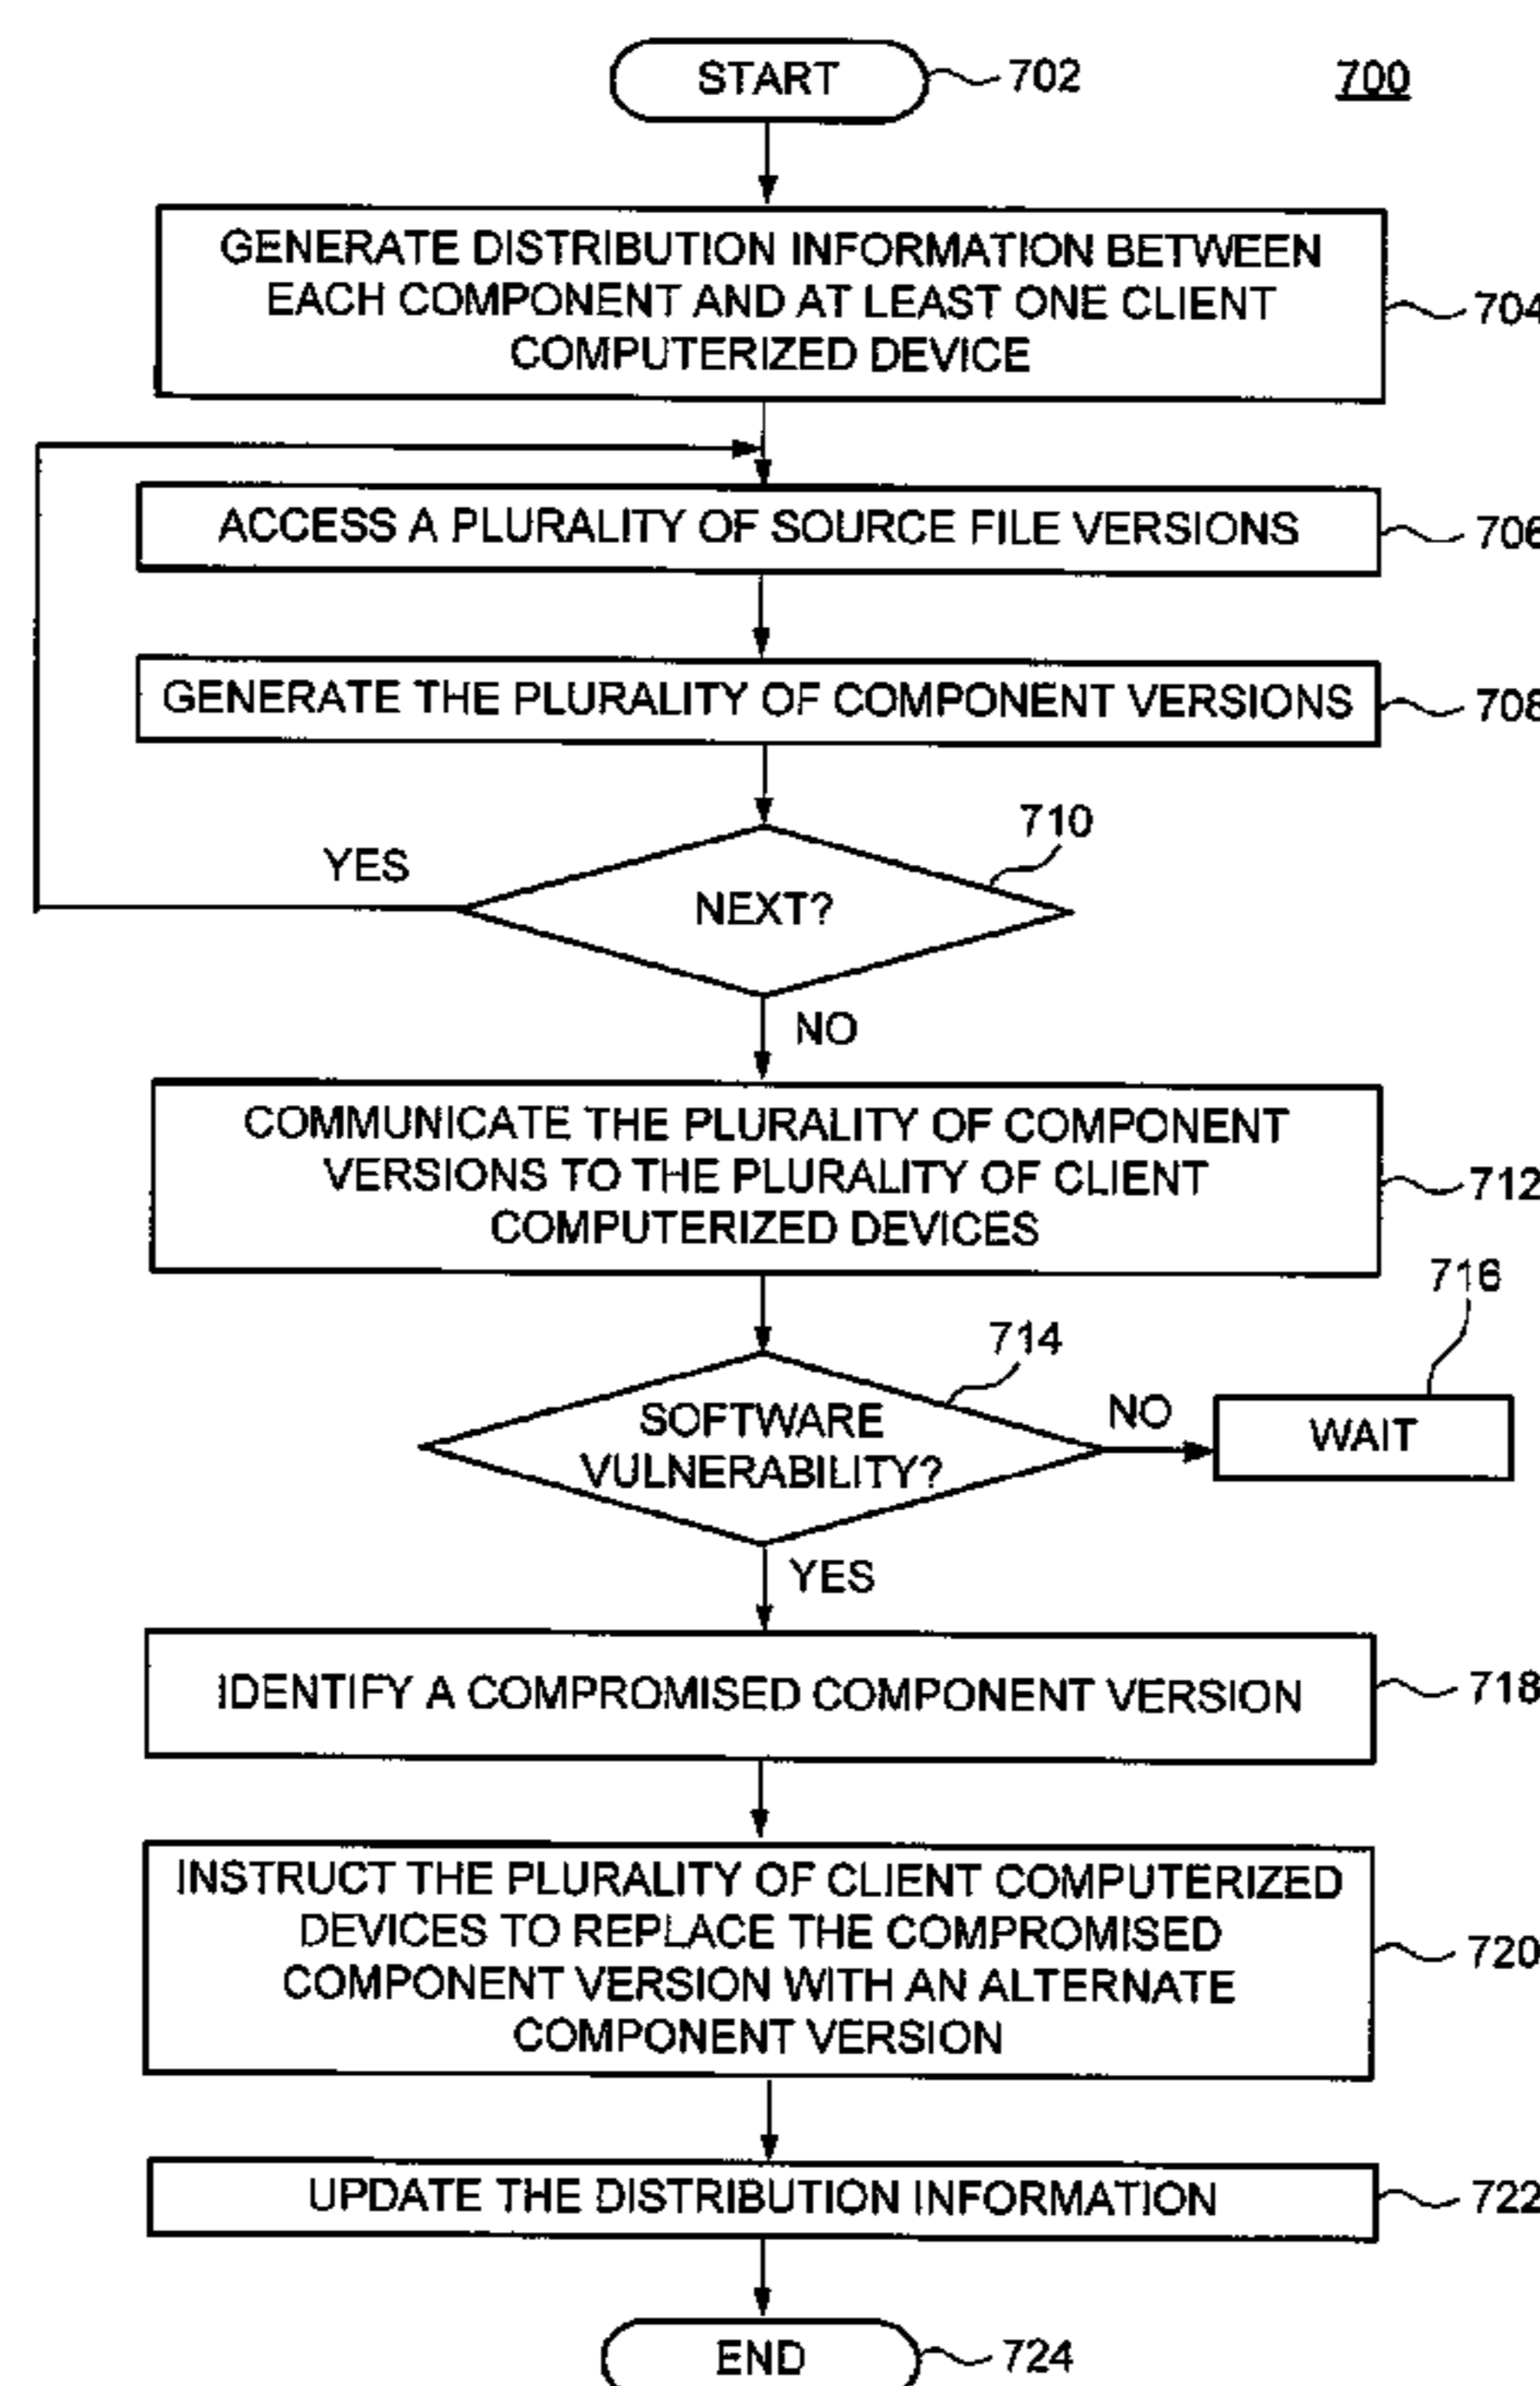 START
702
700
GENERATE DISTRIBUTION INFORMATION BETWEEN
EACH COMPONENT AND AT LEAST ONE CLIENT
COMPUTERIZED DEVICE
704
ACCESS A PLURALITY OF SOURCE FILE VERSIONS
706
GENERATE THE PLURALITY OF COMPONENT VERSIONS
708
710
YES
NEXT?
NO
COMMUNICATE THE PLURALITY OF COMPONENT
VERSIONS TO THE PLURALITY OF CLIENT
COMPUTERIZED DEVICES
712
716
714
SOFTWARE
VULNERABILITY?
NO
WAIT
YES
IDENTIFY A COMPROMISED COMPONENT VERSION
718
INSTRUCT THE PLURALITY OF CLIENT COMPUTERIZED
DEVICES TO REPLACE THE COMPROMISED
COMPONENT VERSION WITH AN ALTERNATE
COMPONENT VERSION
720
UPDATE THE DISTRIBUTION INFORMATION
722
END
724